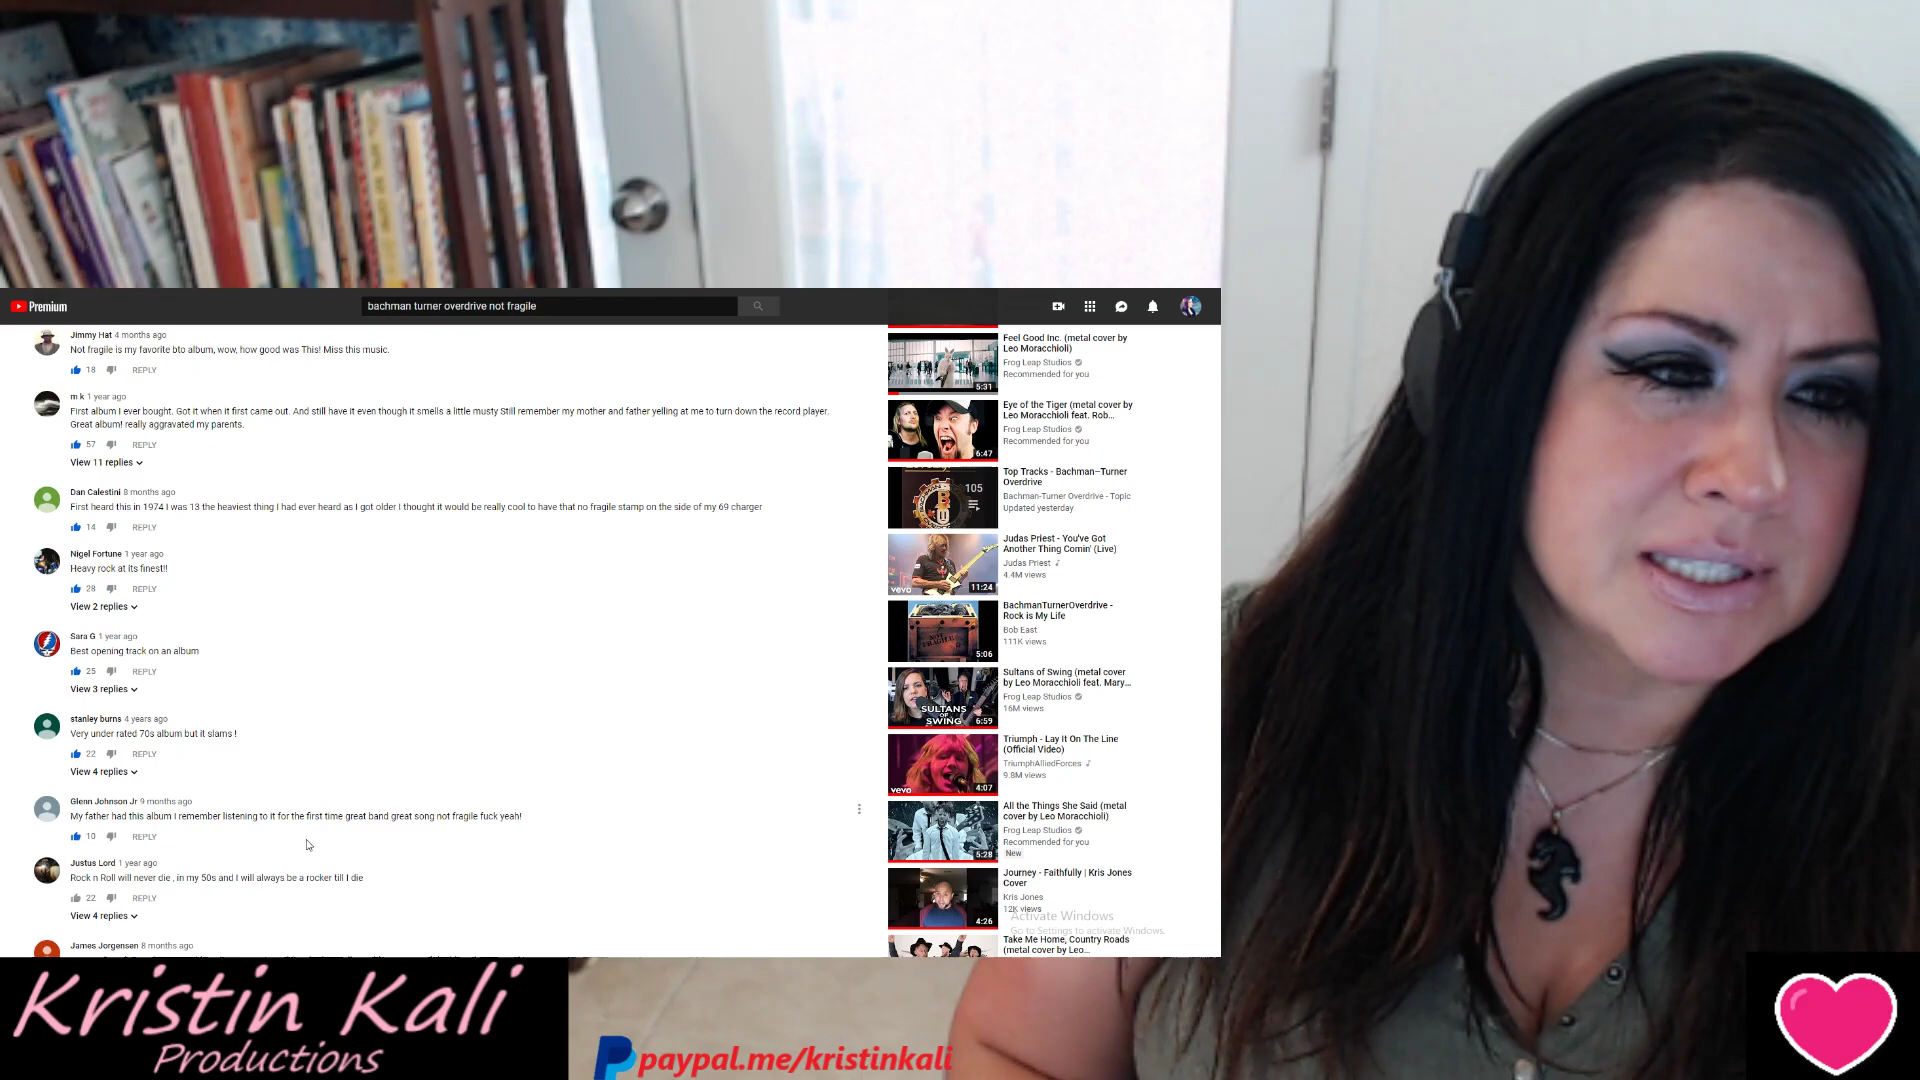 Premium
bachman turner overdrive not fragile
Jimmy Hat 4 months ago
Not fragile is my favorite bto album, wow, how good was This! Miss this music.
18 REPLY
m k 1 year ago
First album I ever bought. Got it when it first came out. And still have it even though it smells a little musty Still remember my mother and father yelling at me to turn down the record player.
Great album! really aggravated my parents.
57 REPLY
View 11 replies
Dan Calestini 8 months ago
First heard this in 1974 I was 13 the heaviest thing I had ever heard as I got older I thought it would be really cool to have that no fragile stamp on the side of my 69 charger
14 REPLY
Nigel Fortune 1 year ago
Heavy rock at its finest!!
28 REPLY
View 2 replies
Sara G 1 year ago
Best opening track on an album
25 REPLY
View 3 replies
stanley burns 4 years ago
Very under rated 70s album but it slams !
22 REPLY
View 4 replies
Glenn Johnson Jr 9 months ago
My father had this album I remember listening to it for the first time great band great song not fragile fuck yeah!
10 REPLY
Justus Lord 1 year ago
Rock n Roll will never die , in my 50s and I will always be a rocker till I die
22 REPLY
View 4 replies
James Jorgensen 8 months ago
5:31
Feel Good Inc. (metal cover by
Leo Moracchioli)
Frog Leap Studios
Recommended for you
6:47
Eye of the Tiger (metal cover by
Leo Moracchioli feat. Rob...
Frog Leap Studios
Recommended for you
105
Top Tracks - Bachman–Turner
Overdrive
Bachman-Turner Overdrive - Topic
Updated yesterday
vevo
11:24
Judas Priest - You've Got
Another Thing Comin' (Live)
Judas Priest
4.4M views
NOT FRAGILE
5:06
BachmanTurnerOverdrive -
Rock is My Life
Bob East
111K views
SULTANS
OF
SWING
6:59
Sultans of Swing (metal cover
by Leo Moracchioli feat. Mary...
Frog Leap Studios
16M views
vevo
4:07
Triumph - Lay It On The Line
(Official Video)
TriumphAlliedForces
9.8M views
5:28
All the Things She Said (metal
cover by Leo Moracchioli)
Frog Leap Studios
Recommended for you
New
4:26
Journey - Faithfully | Kris Jones
Cover
Kris Jones
12K views
Activate Windows
Go to Settings to activate Windows.
Take Me Home, Country Roads
(metal cover by Leo...
Kristin Kali
Productions
paypal.me/kristinkali